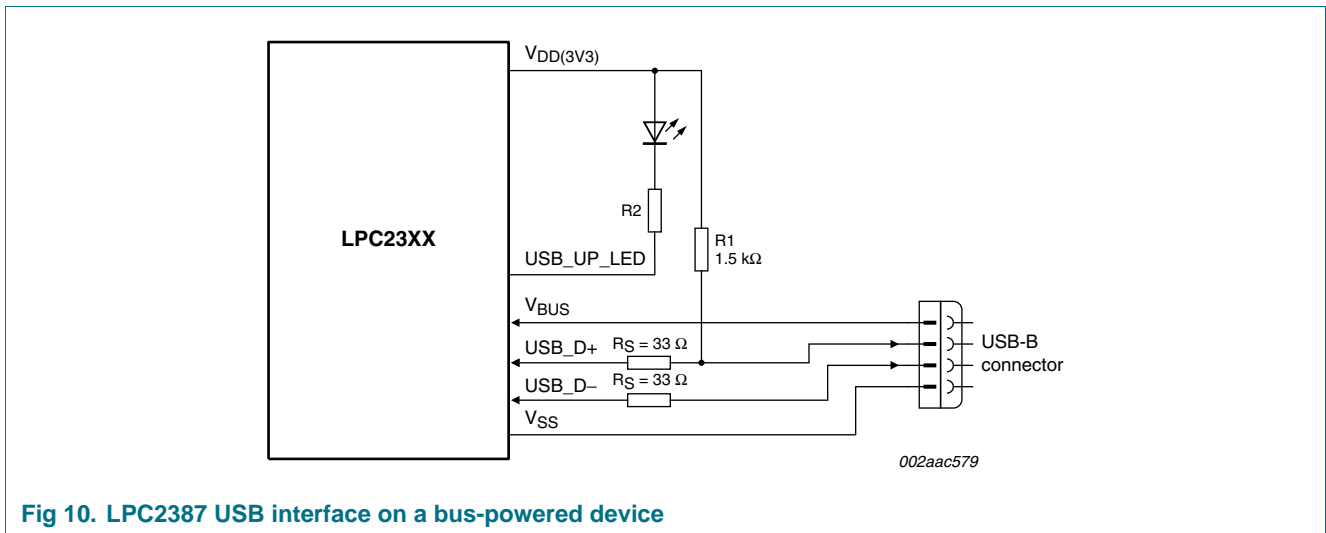 VDD(3V3)
R2
LPC23XX
R1
1.5 kΩ
USB_UP_LED
VBUS
USB_D+
RS = 33 Ω
USB-B
connector
USB_D−
RS = 33 Ω
VSS
002aac579
Fig 10. LPC2387 USB interface on a bus-powered device